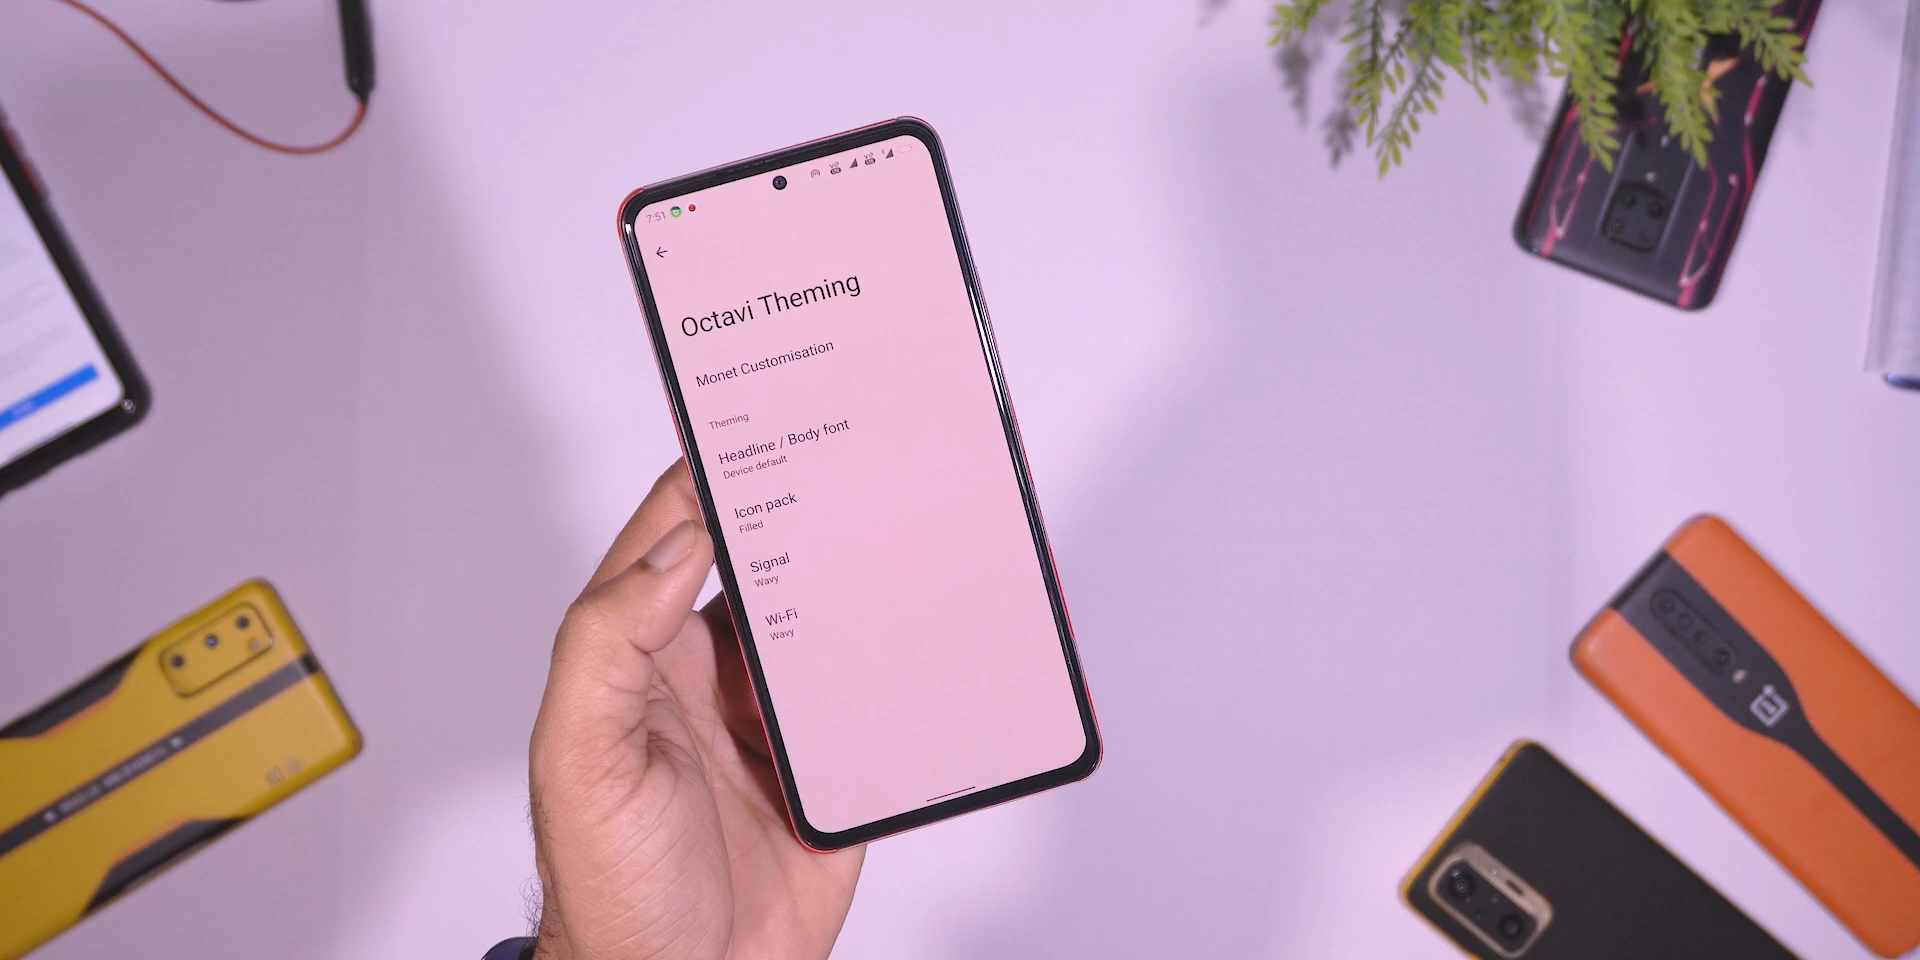 7:51
Octavi Theming
Monet Customisation
Theming
Headline / Body font
Device default
Icon pack
Filled
Signal
Wavy
Wi-Fi
Wavy